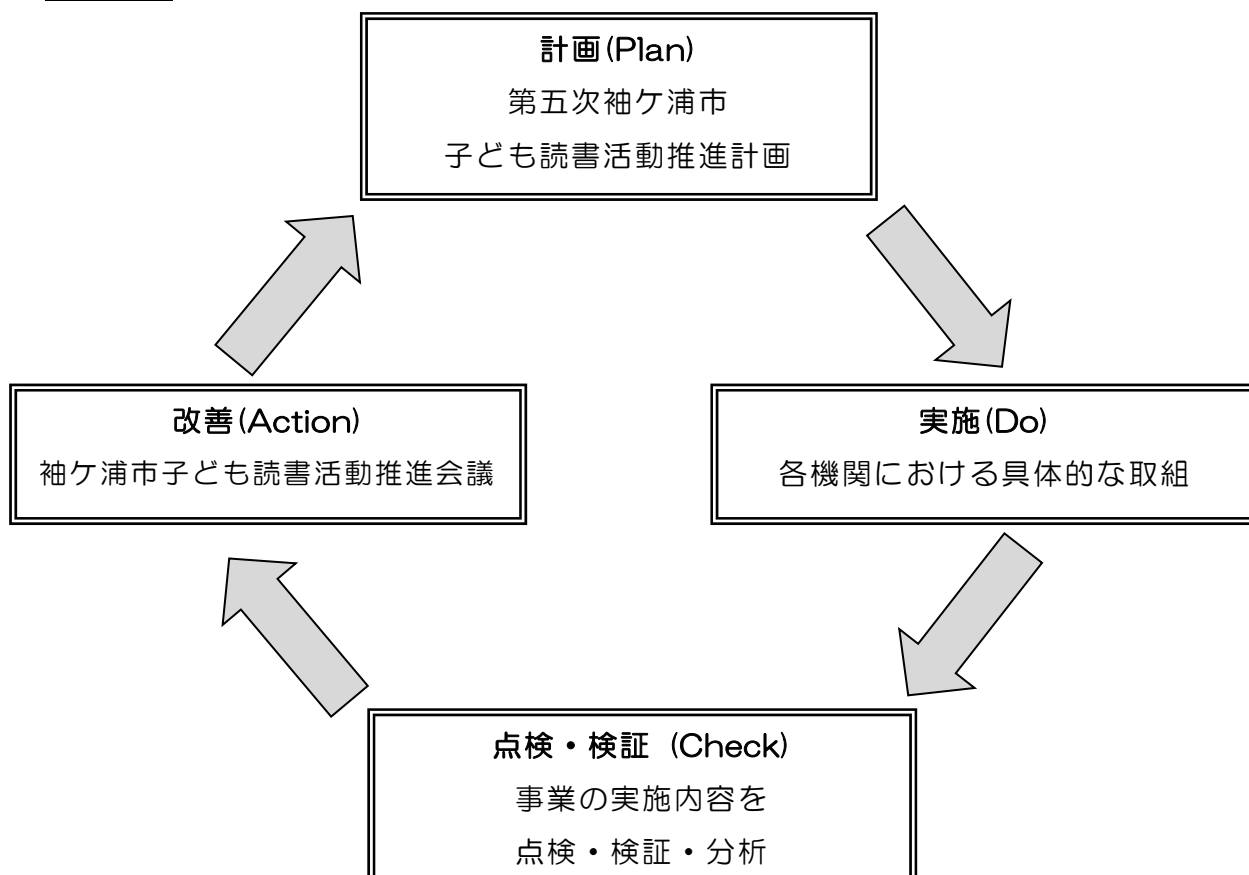 計画(Plan)
第五次袖ケ浦市
子ども読書活動推進計画
改善(Action)
袖ケ浦市子ども読書活動推進会議
実施(Do)
各機関における具体的な取組
点検・検証 (Check)
事業の実施内容を
点検・検証・分析